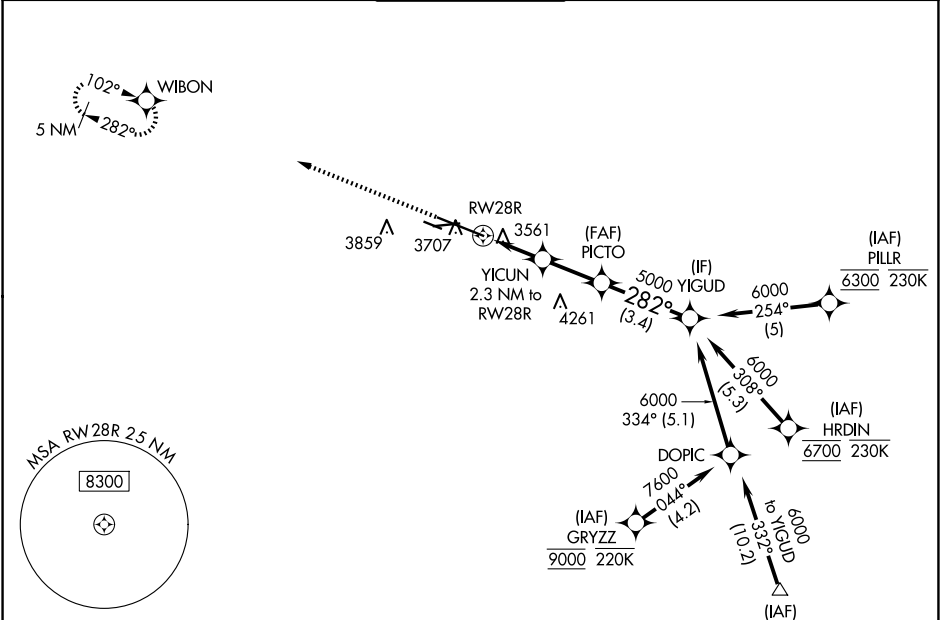 102°
WIBON
5 NM
282°
RW28R
3859
3707
3561
(FAF)
PICTO
YICUN
2.3 NM to
RW28R
4261
5000
282°
(3.4)
(IF)
YIGUD
(IAF)
PILLR
6300 230K
6000
254°
(5)
6000
308°
(5.3)
(IAF)
HRDIN
6700 230K
6000
334° (5.1)
DOPIC
7600
044°
(4.2)
(IAF)
GRYZZ
9000 220K
6000
to YIGUD
332°
(10.2)
(IAF)
MSA RW28R 25 NM
8300